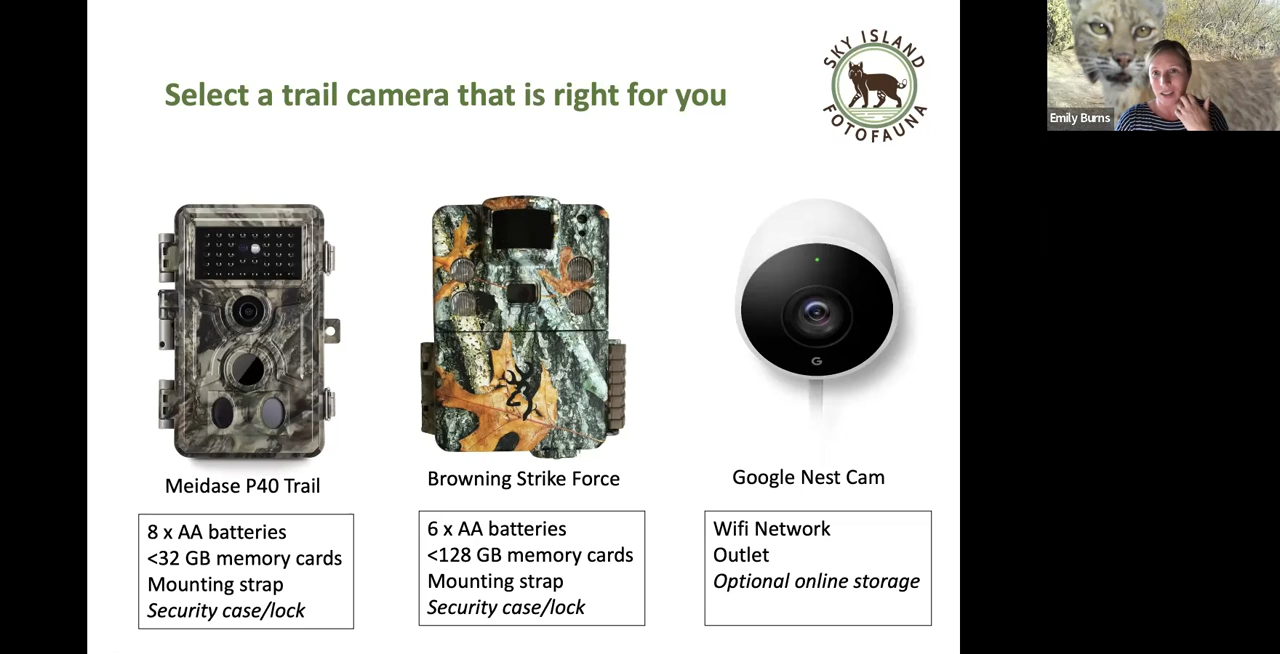 Select a trail camera that is right for you
SKY ISLAND
FOTOFAUNA
Emily Burns
G
Meidase P40 Trail
Browning Strike Force
Google Nest Cam
8 x AA batteries
<32 GB memory cards
Mounting strap
Security case/lock
6 x AA batteries
<128 GB memory cards
Mounting strap
Security case/lock
Wifi Network
Outlet
Optional online storage